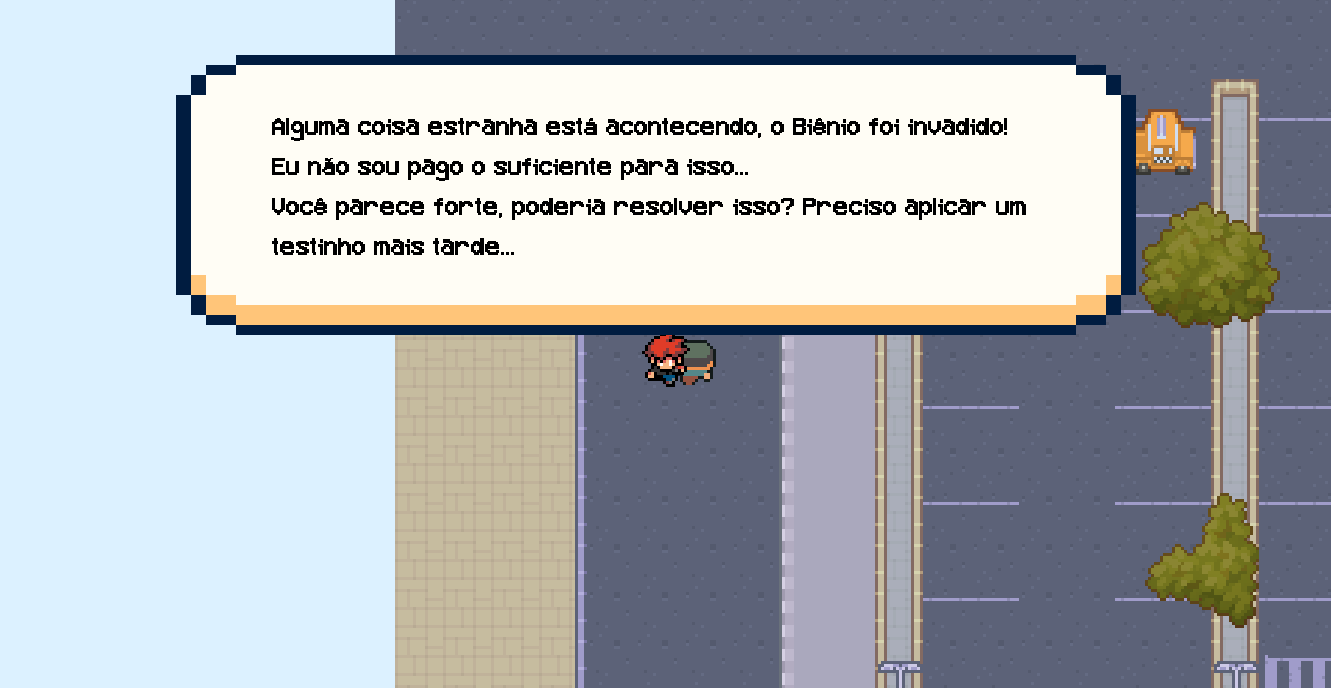 Alguma coisa estranha está acontecendo, o Biênio foi invadido!
Eu não sou pago o suficiente para isso...
Você parece forte, poderia resolver isso? Preciso aplicar um
testinho mais tarde...